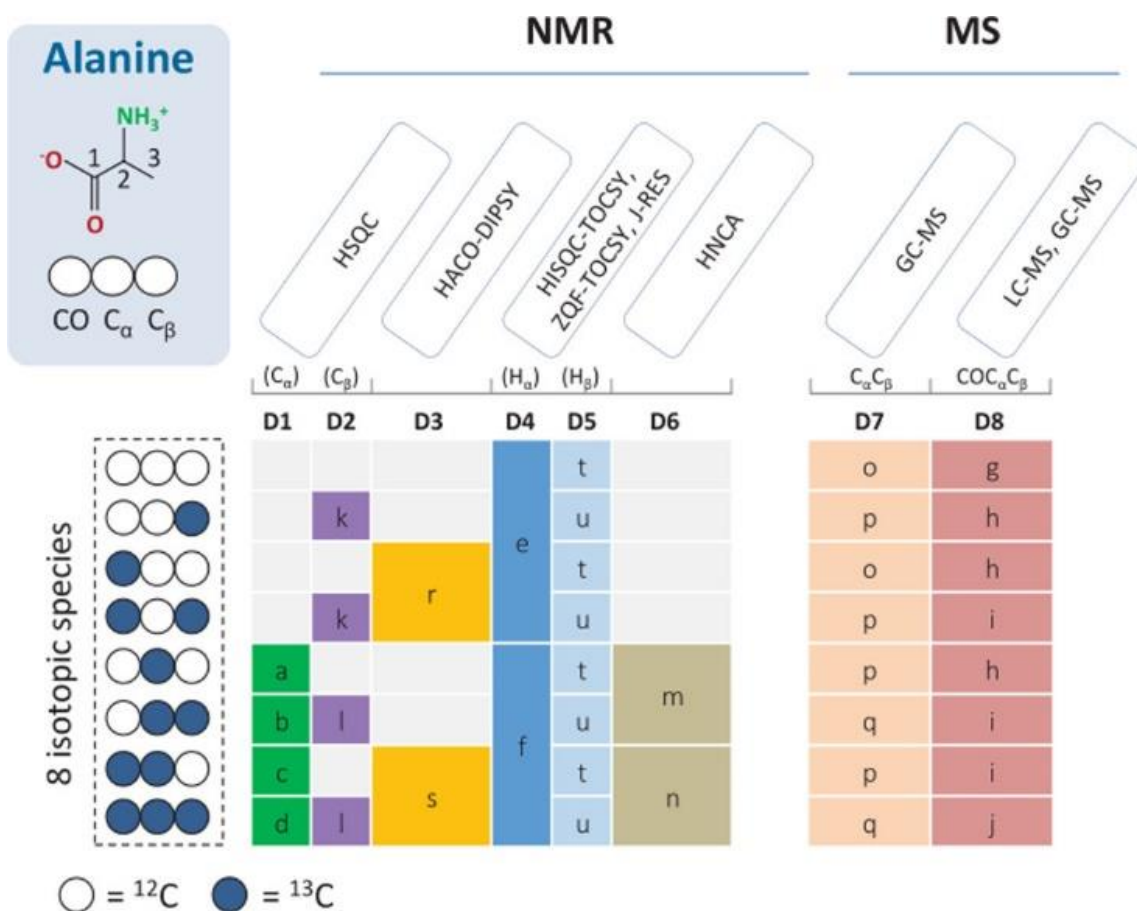 NMR
MS
Alanine
NH₃⁺
⁻O
1
2
3
O
CO Cα Cβ
HSQC
HACO-DIPSY
HISQC-TOCSY,
ZQF-TOCSY, J-RES
HNCA
GC-MS
LC-MS, GC-MS
(Cα) (Cβ) (Hα) (Hβ) CαCβ COCαCβ
D1 D2 D3 D4 D5 D6 D7 D8
8 isotopic species
t o g
k u p h
e
t o h
r
k u p i
a t p h
m
b l u q i
f
c t p i
s n
d l u q j
= ¹²C = ¹³C